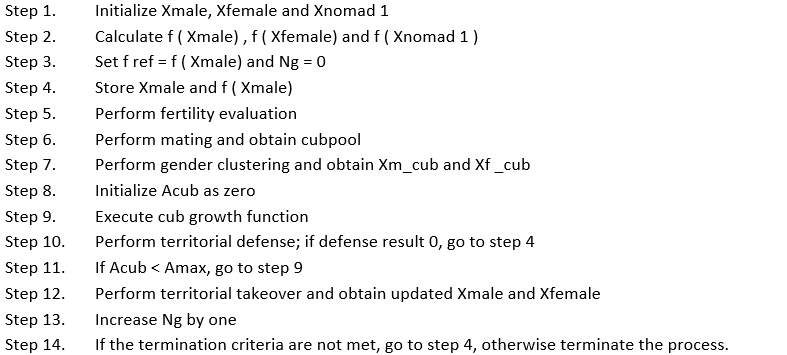 Step 1. Initialize Xmale, Xfemale and Xnomad 1
Step 2. Calculate f ( Xmale) , f ( Xfemale) and f ( Xnomad 1 )
Step 3. Set f ref = f ( Xmale) and Ng = 0
Step 4. Store Xmale and f ( Xmale)
Step 5. Perform fertility evaluation
Step 6. Perform mating and obtain cubpool
Step 7. Perform gender clustering and obtain Xm_cub and Xf _cub
Step 8. Initialize Acub as zero
Step 9. Execute cub growth function
Step 10. Perform territorial defense; if defense result 0, go to step 4
Step 11. If Acub < Amax, go to step 9
Step 12. Perform territorial takeover and obtain updated Xmale and Xfemale
Step 13. Increase Ng by one
Step 14. If the termination criteria are not met, go to step 4, otherwise terminate the process.